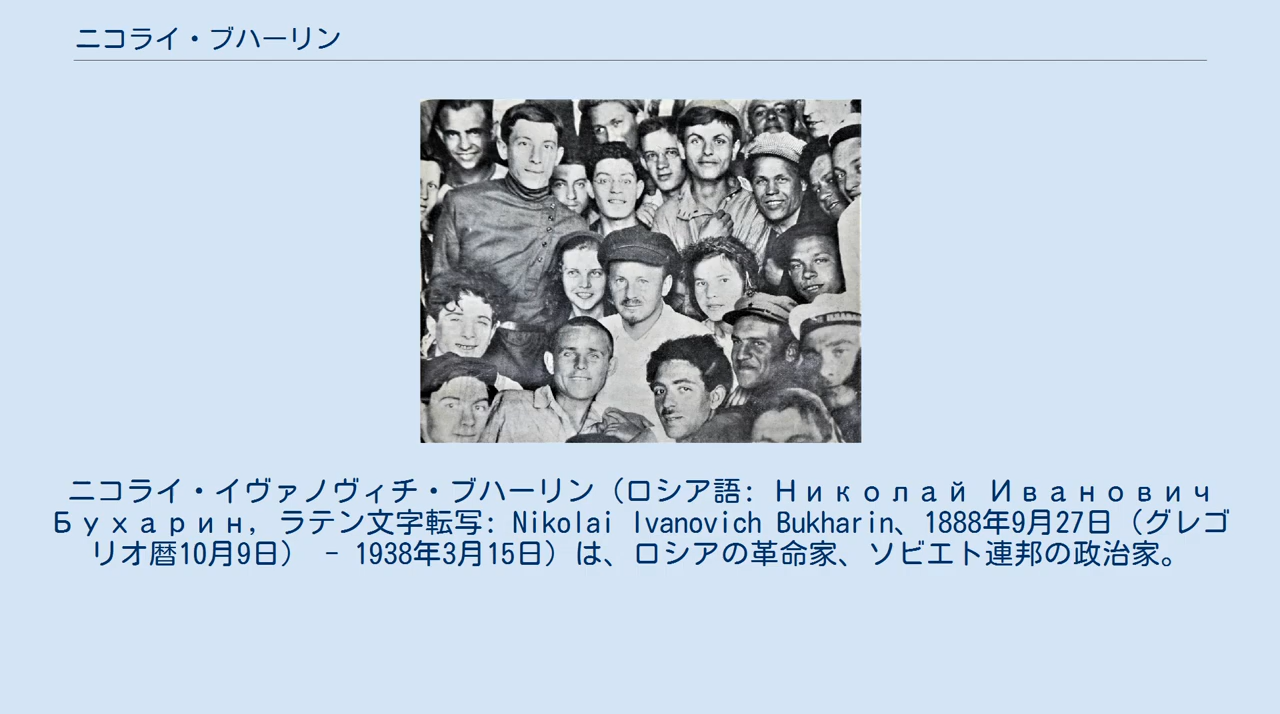 ニコライ・ブハーリン
ニコライ・イヴァノヴィチ・ブハーリン（ロシア語: Николай Иванович
Бухарин, ラテン文字転写: Nikolai Ivanovich Bukharin、1888年9月27日（グレゴ
リオ暦10月9日） - 1938年3月15日）は、ロシアの革命家、ソビエト連邦の政治家。